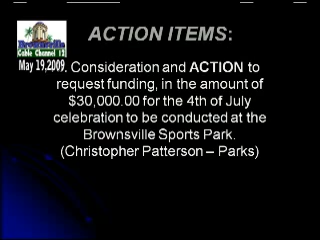 ACTION ITEMS:
Brownsville
Cable Channel 12
May 19,2009
. Consideration and ACTION to
request funding, in the amount of
$30,000.00 for the 4th of July
celebration to be conducted at the
Brownsville Sports Park.
(Christopher Patterson – Parks)